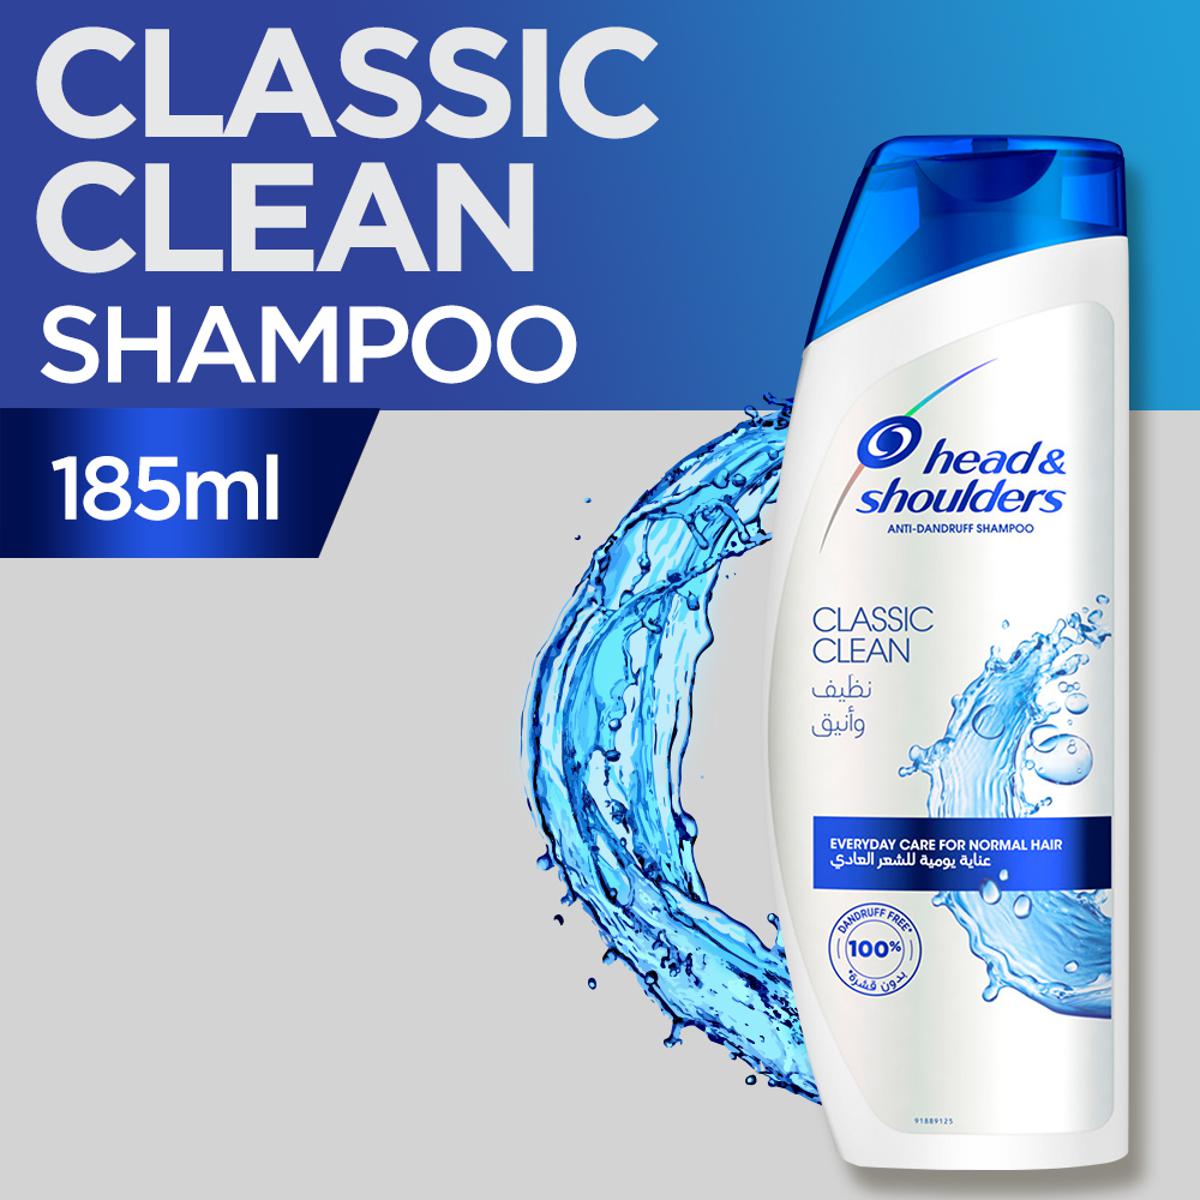 CLASSIC
CLEAN
SHAMPOO
185ml
head &
shoulders
ANTI-DANDRUFF SHAMPOO
CLASSIC
CLEAN
نظيف
وأنيق
EVERYDAY CARE FOR NORMAL HAIR
عناية يومية للشعر العادي
DANDRUFF FREE*
100%
بدون قشرة*
91889125